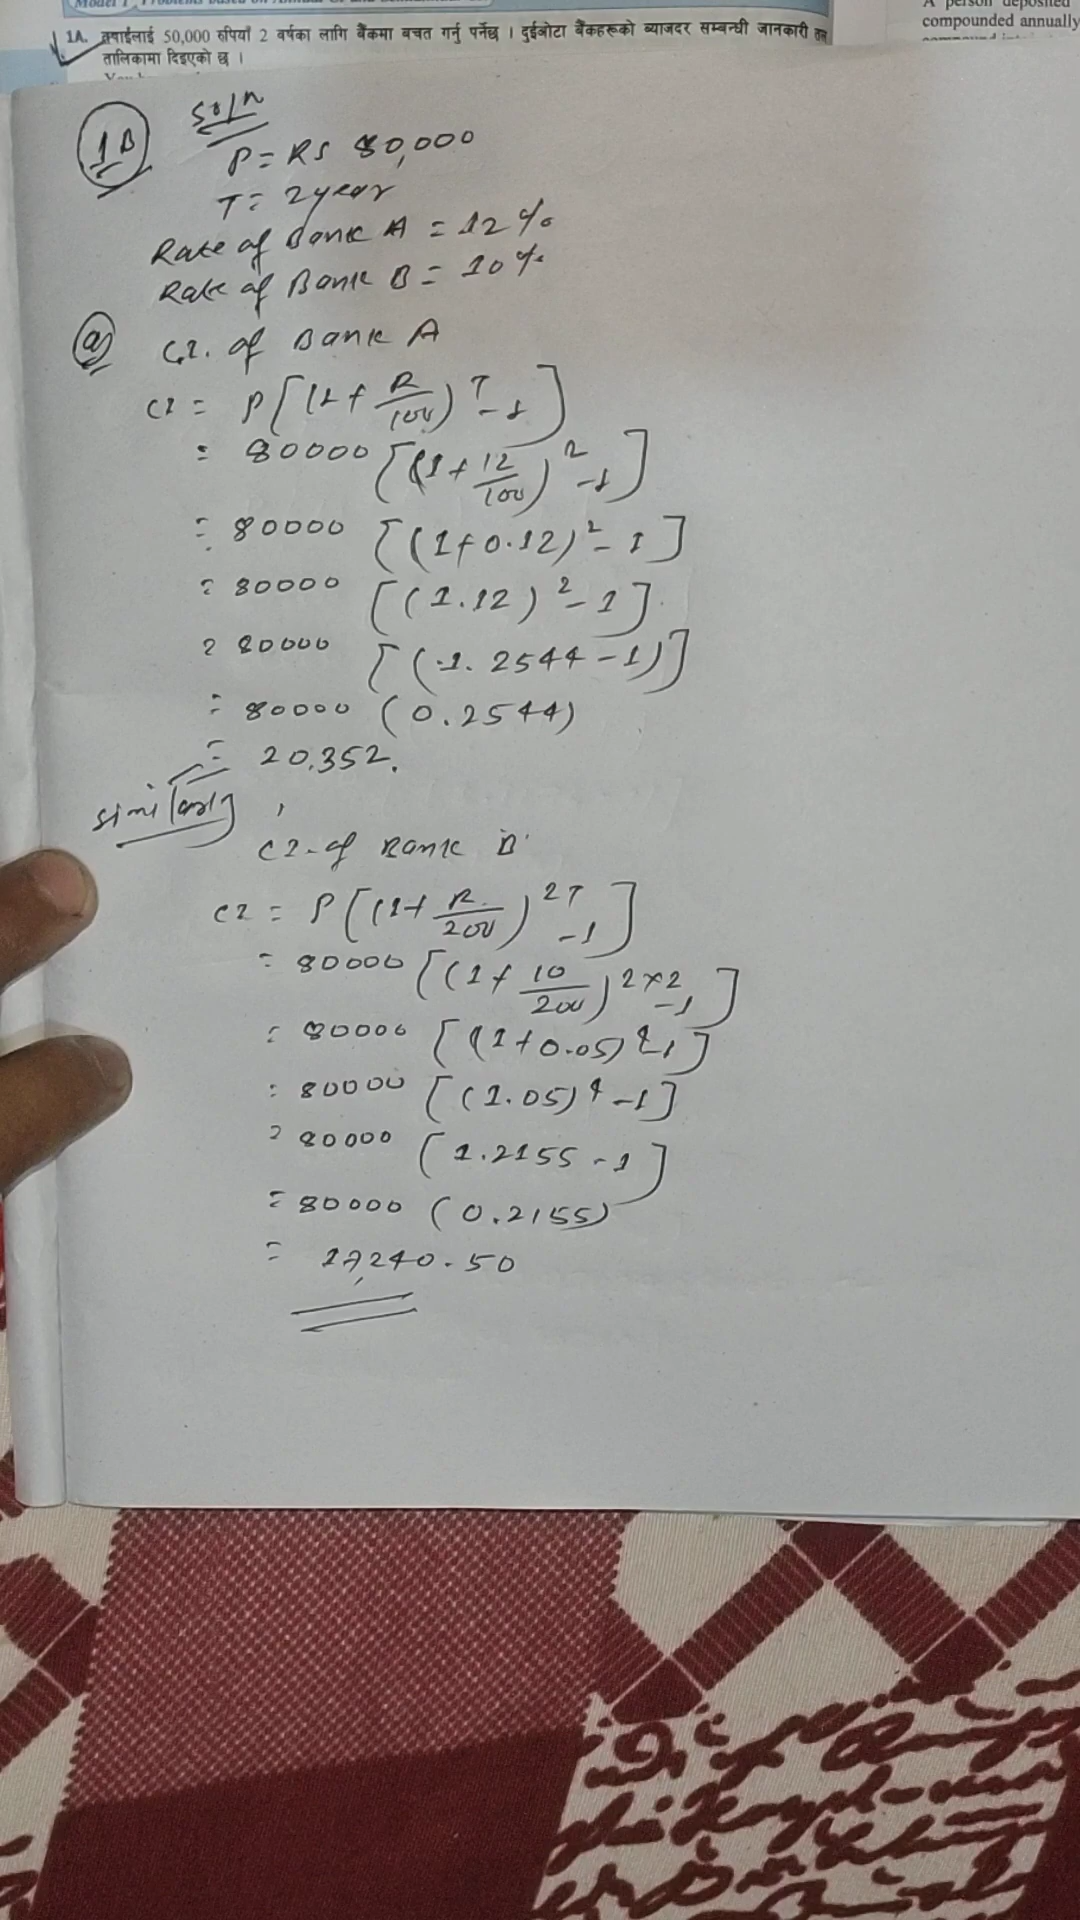 A person deposited
compounded annually
1A. तपाईंलाई 50,000 रुपियाँ 2 वर्षका लागि बैंकमा बचत गर्नु पर्नेछ । दुईओटा बैंकहरूको ब्याजदर सम्बन्धी जानकारी तल
तालिकामा दिइएको छ ।
1B Soln
P = RS 80,000
T = 2 year
Rate of Bank A = 12%
Rate of Bank B = 10%
(a) C.I. of Bank A
CI = P[(1+R/100)^T -1]
= 80000 [(1+12/100)^2 -1]
= 80000 [(1+0.12)^2 -1]
= 80000 [(1.12)^2 -1]
= 80000 [(1.2544-1)]
= 80000 (0.2544)
= 20,352.
similarly,
CI of Bank B
CI = P[(1+R/200)^2T -1]
= 80000 [(1+10/200)^2×2 -1]
= 80000 [(1+0.05)^4 -1]
= 80000 [(1.05)^4 -1]
= 80000 [1.2155-1]
= 80000 (0.2155)
= 17,240.50